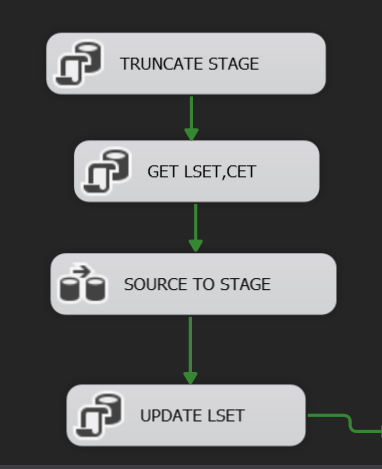 TRUNCATE STAGE
GET LSET,CET
SOURCE TO STAGE
UPDATE LSET